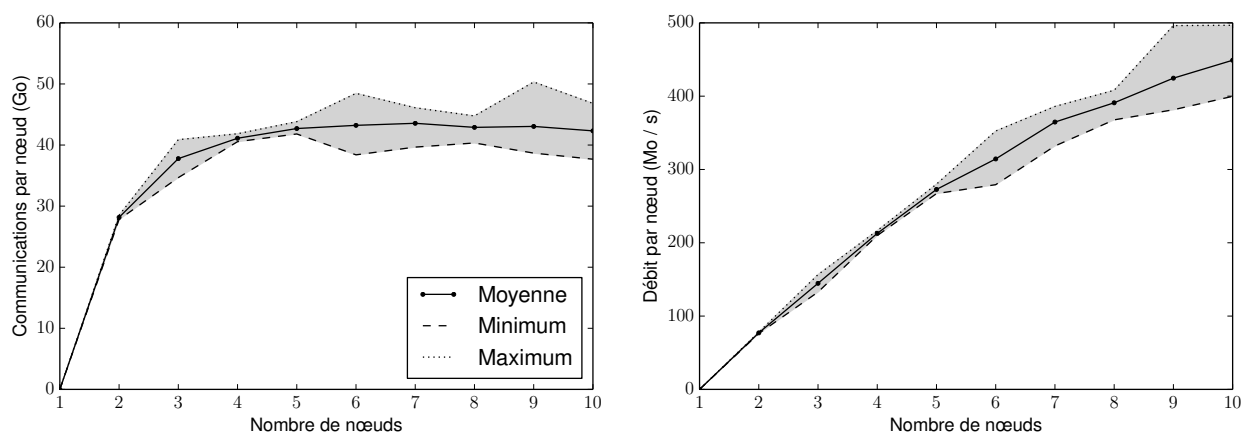 60
50
40
30
20
10
0
Communications par nœud (Go)
Moyenne
Minimum
Maximum
1 2 3 4 5 6 7 8 9 10
Nombre de nœuds
500
400
300
200
100
0
Débit par nœud (Mo / s)
1 2 3 4 5 6 7 8 9 10
Nombre de nœuds